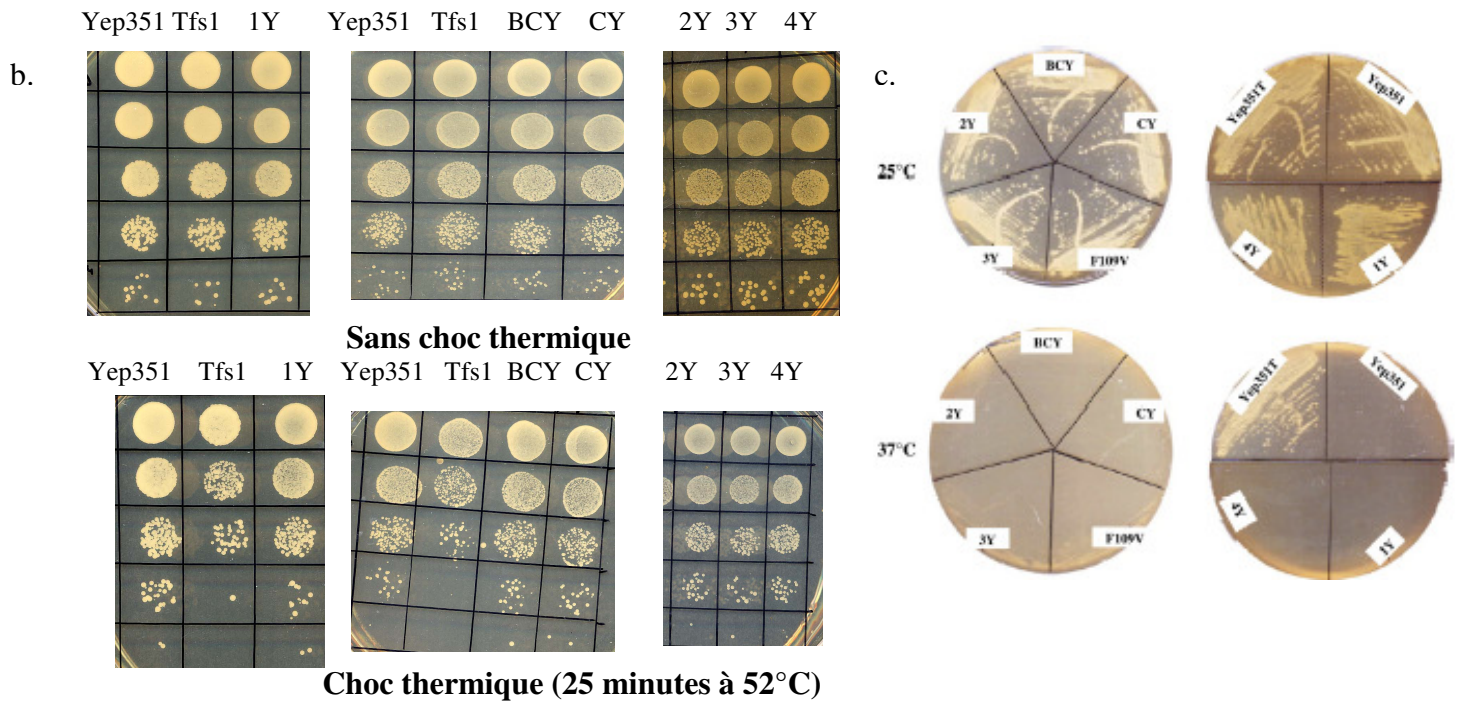 Yep351 Tfs1 1Y
Yep351 Tfs1 BCY CY
2Y 3Y 4Y
b.
Sans choc thermique
Yep351 Tfs1 1Y
Yep351 Tfs1 BCY CY
2Y 3Y 4Y
Choc thermique (25 minutes à 52°C)
c.
25°C
BCY
2Y
CY
3Y
F109V
Yep351T
Yep351
4Y
1Y
37°C
BCY
2Y
CY
3Y
F109V
Yep351T
Yep351
4Y
1Y